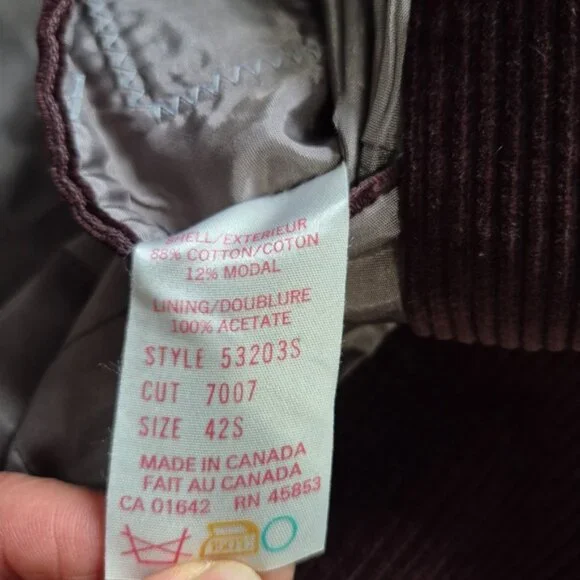 SHELL/EXTERIEUR
88% COTTON/COTON
12% MODAL
LINING/DOUBLURE
100% ACETATE
STYLE 53203S
CUT 7007
SIZE 42S
MADE IN CANADA
FAIT AU CANADA
CA 01642 RN 45853